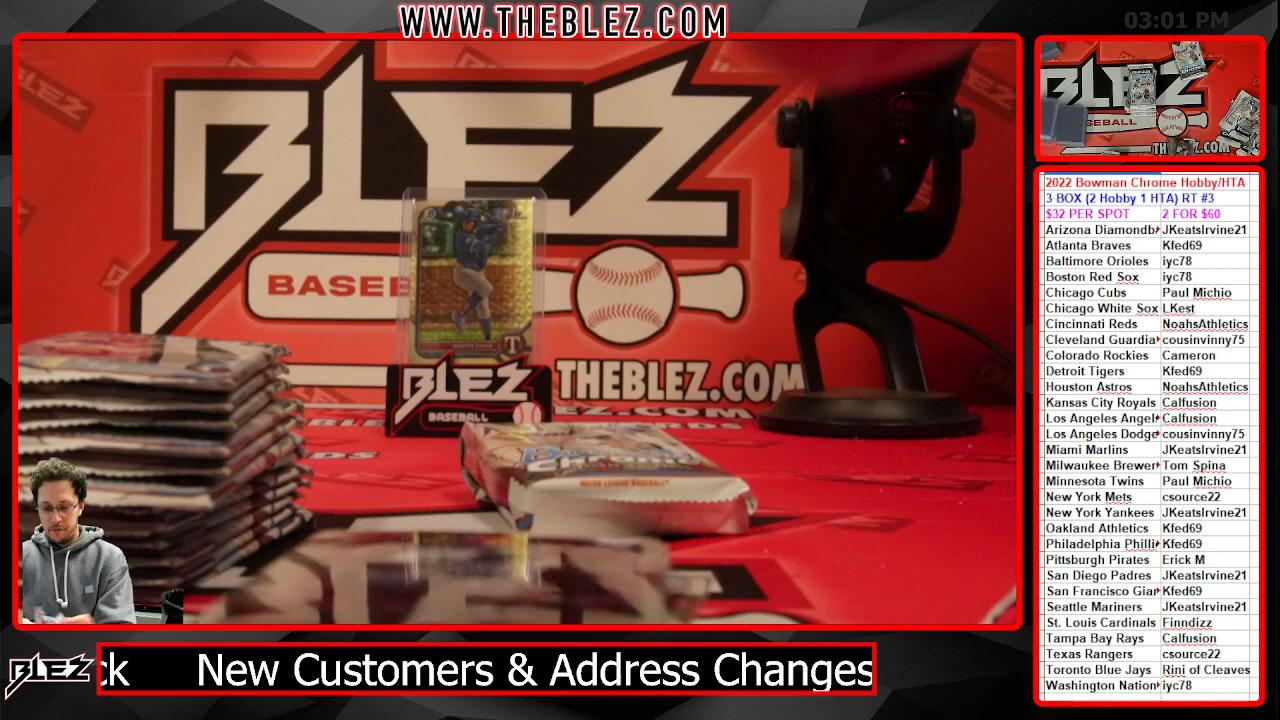 WWW.THEBLEZ.COM
03:01 PM
BLEZ
BASE
THEBLEZ.COM
BLEZ
BASEBALL
MAJOR LEAGUE BASEBALL
BLEZ
SEBALL
2022 Bowman Chrome Hobby/HTA
3 BOX (2 Hobby 1 HTA) RT #3
$32 PER SPOT 2 FOR $60
Arizona Diamondb JKeatsIrvine21
Atlanta Braves Kfed69
Baltimore Orioles iyc78
Boston Red Sox iyc78
Chicago Cubs Paul Michio
Chicago White Sox LKest
Cincinnati Reds NoahsAthletics
Cleveland Guardia cousinvinny75
Colorado Rockies Cameron
Detroit Tigers Kfed69
Houston Astros NoahsAthletics
Kansas City Royals Calfusion
Los Angeles Angel Calfusion
Los Angeles Dodge cousinvinny75
Miami Marlins JKeatsIrvine21
Milwaukee Brewer Tom Spina
Minnesota Twins Paul Michio
New York Mets csource22
New York Yankees JKeatsIrvine21
Oakland Athletics Kfed69
Philadelphia Philli Kfed69
Pittsburgh Pirates Erick M
San Diego Padres JKeatsIrvine21
San Francisco Gian Kfed69
Seattle Mariners JKeatsIrvine21
St. Louis Cardinals Finndizz
Tampa Bay Rays Calfusion
Texas Rangers csource22
Toronto Blue Jays Rini of Cleaves
Washington Nation iyc78
BLEZ
ck New Customers & Address Changes